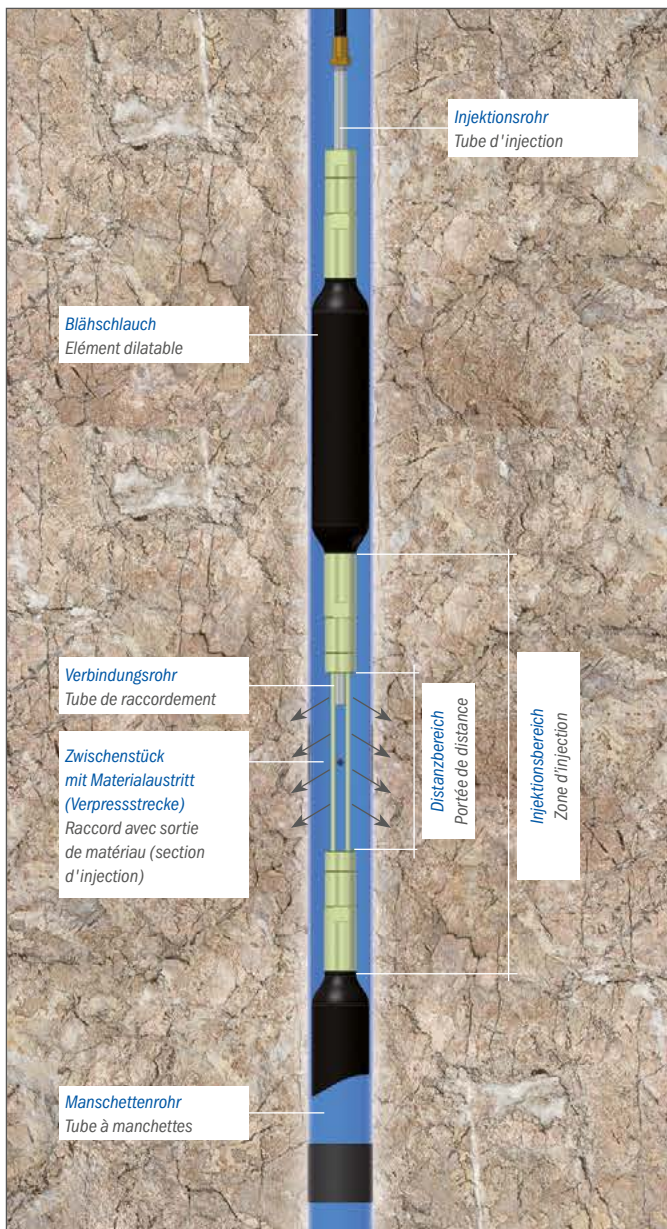 Injektionsrohr
Tube d'injection
Blähschlauch
Elément dilatable
Verbindungsrohr
Tube de raccordement
Zwischenstück
mit Materialaustritt
(Verpressstrecke)
Raccord avec sortie
de matériau (section
d'injection)
Distanzbereich
Portée de distance
Injektionsbereich
Zone d'injection
Manschettenrohr
Tube à manchettes